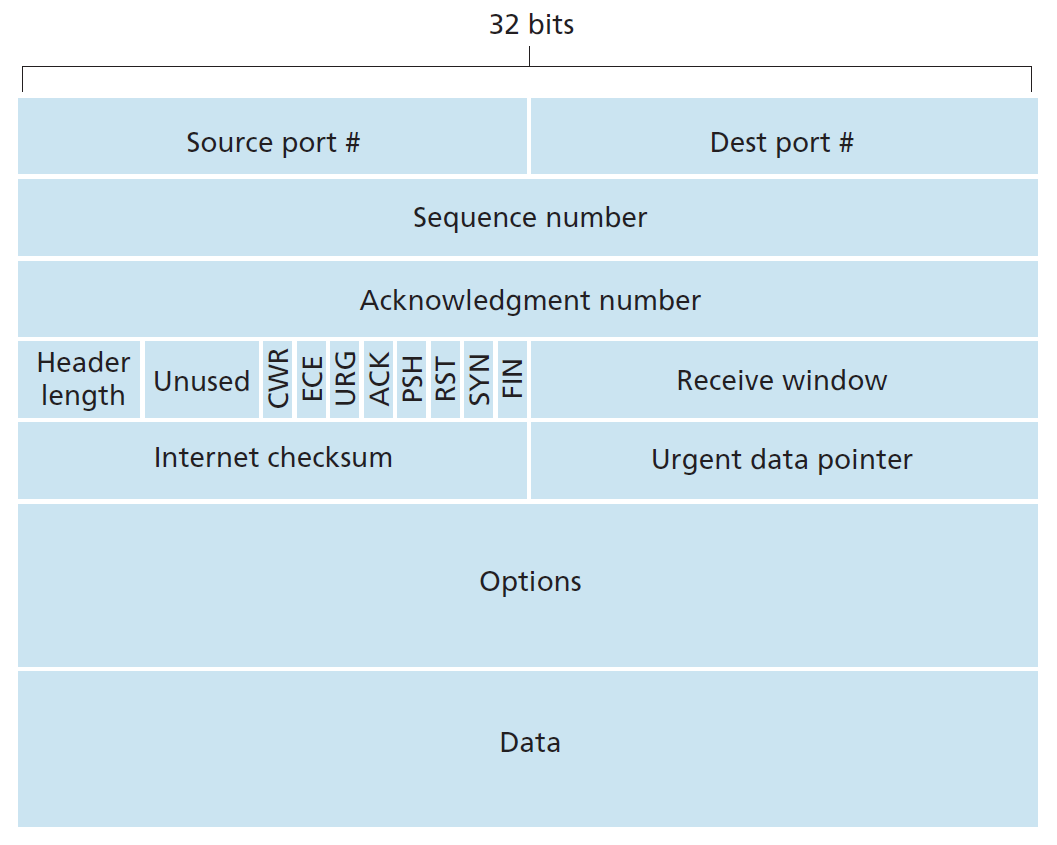 32 bits
Source port #
Dest port #
Sequence number
Acknowledgment number
Header
length
Unused
CWR
ECE
URG
ACK
PSH
RST
SYN
FIN
Receive window
Internet checksum
Urgent data pointer
Options
Data